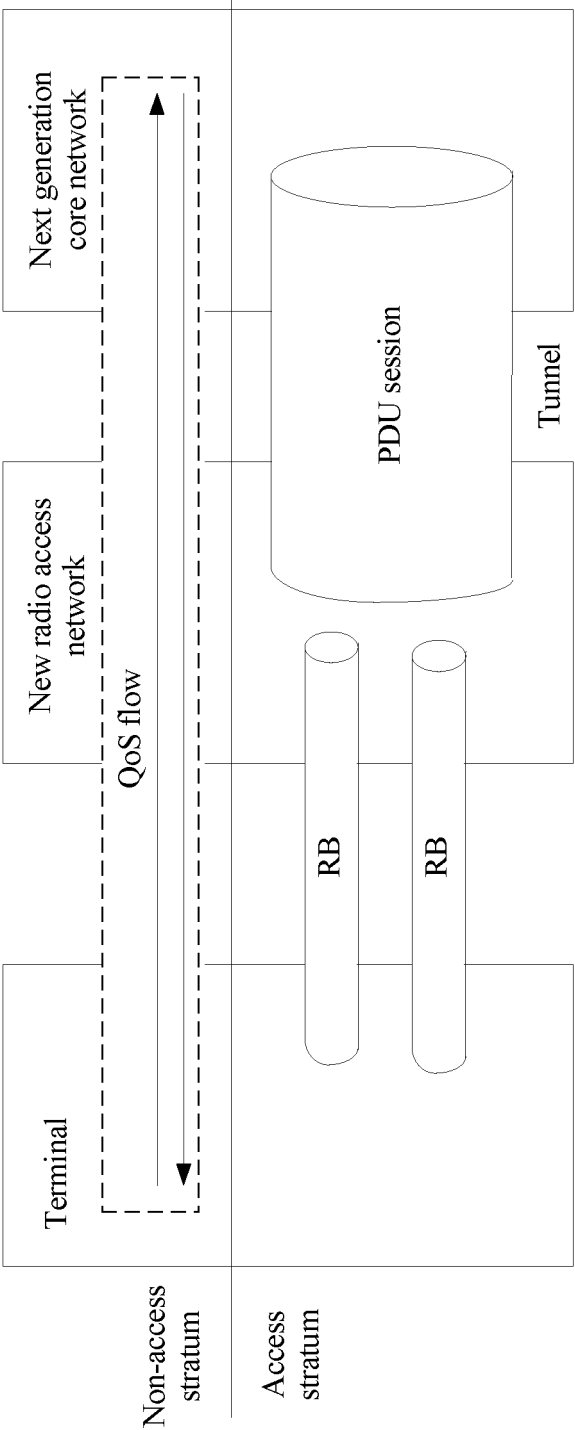 Terminal
New radio access
network
Next generation
core network
QoS flow
Non-access
stratum
Access
stratum
RB
RB
PDU session
Tunnel